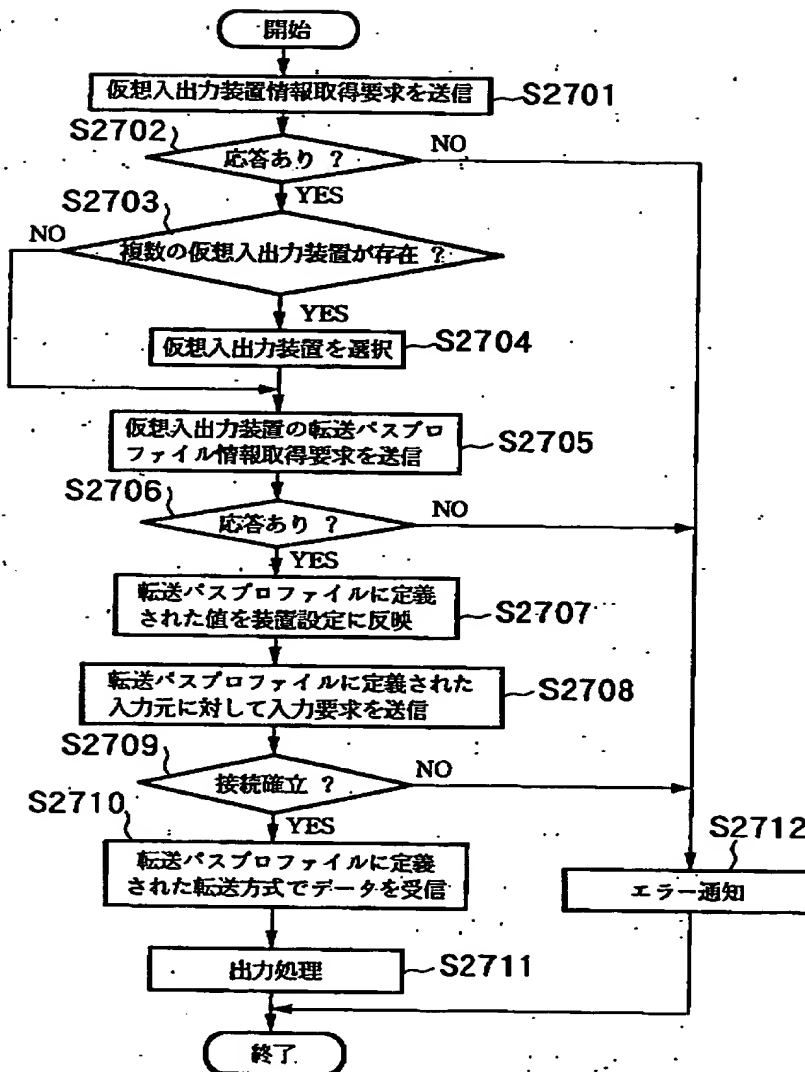 開始
仮想入出力装置情報取得要求を送信
S2701
S2702
応答あり ?
NO
YES
S2703
NO
複数の仮想入出力装置が存在 ?
YES
仮想入出力装置を選択
S2704
仮想入出力装置の転送パスプロ
ファイル情報取得要求を送信
S2705
S2706
応答あり ?
NO
YES
転送パスプロファイルに定義
された値を装置設定に反映
S2707
転送パスプロファイルに定義された
入力元に対して入力要求を送信
S2708
S2709
接続確立 ?
NO
YES
S2710
転送パスプロファイルに定義
された転送方式でデータを受信
S2712
エラー通知
出力処理
S2711
終了